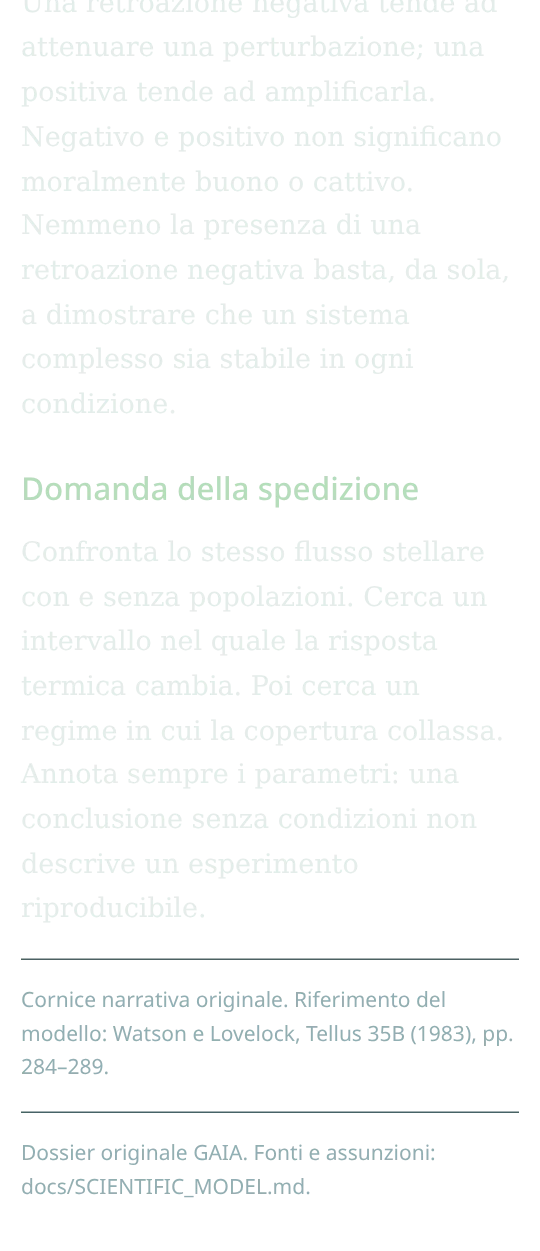 Una retroazione negativa tende ad
attenuare una perturbazione; una
positiva tende ad amplificarla.
Negativo e positivo non significano
moralmente buono o cattivo.
Nemmeno la presenza di una
retroazione negativa basta, da sola,
a dimostrare che un sistema
complesso sia stabile in ogni
condizione.
Domanda della spedizione
Confronta lo stesso flusso stellare
con e senza popolazioni. Cerca un
intervallo nel quale la risposta
termica cambia. Poi cerca un
regime in cui la copertura collassa.
Annota sempre i parametri: una
conclusione senza condizioni non
descrive un esperimento
riproducibile.
Cornice narrativa originale. Riferimento del
modello: Watson e Lovelock, Tellus 35B (1983), pp.
284–289.
Dossier originale GAIA. Fonti e assunzioni:
docs/SCIENTIFIC_MODEL.md.